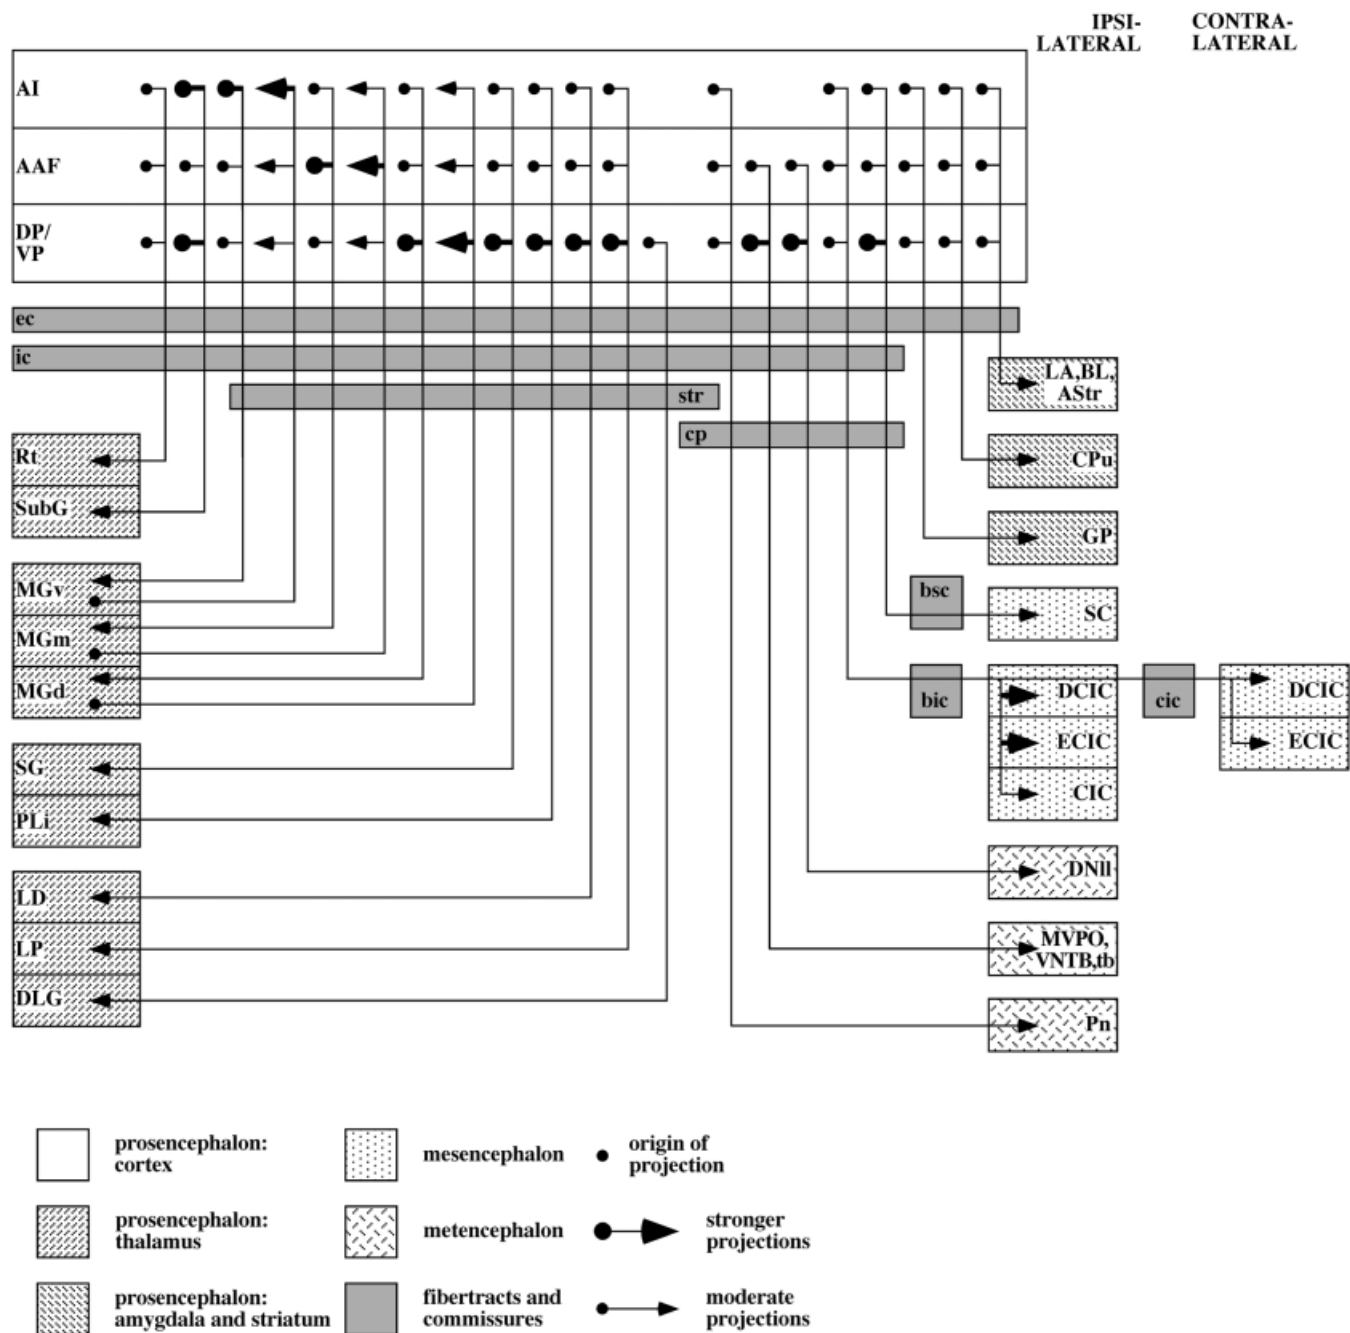 IPSI-
LATERAL
CONTRA-
LATERAL
AI
AAF
DP/
VP
ec
ic
str
cp
LA,BL,
AStr
Rt
CPu
SubG
GP
MGv
bsc
SC
MGm
MGd
bic
DCIC
cic
DCIC
ECIC
ECIC
SG
CIC
PLi
DNll
LD
LP
MVPO,
VNTB,tb
DLG
Pn
prosencephalon:
cortex
mesencephalon
origin of
projection
prosencephalon:
thalamus
metencephalon
stronger
projections
prosencephalon:
amygdala and striatum
fibertracts and
commissures
moderate
projections